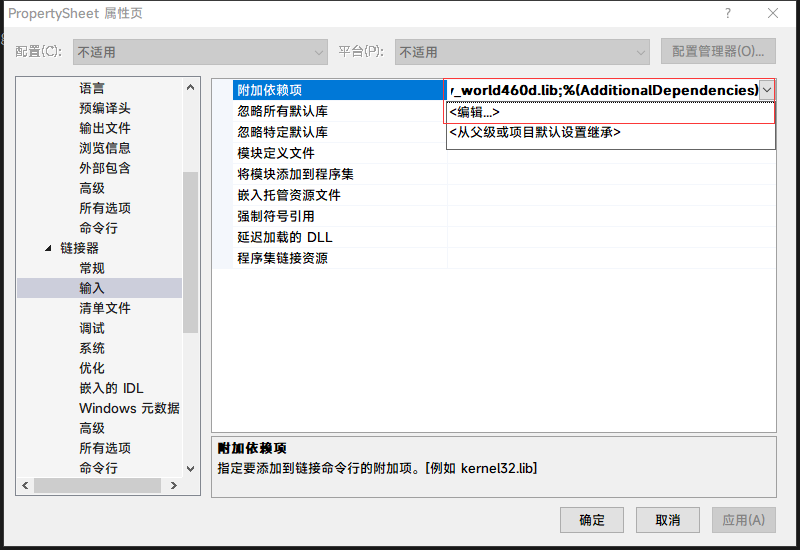 PropertySheet 属性页
配置(C):
不适用
平台(P):
不适用
配置管理器(O)...
语言
预编译头
输出文件
浏览信息
外部包含
高级
所有选项
命令行
链接器
常规
输入
清单文件
调试
系统
优化
嵌入的 IDL
Windows 元数据
高级
所有选项
命令行
附加依赖项
_world460d.lib;%(AdditionalDependencies)
<编辑...>
<从父级或项目默认设置继承>
忽略所有默认库
忽略特定默认库
模块定义文件
将模块添加到程序集
嵌入托管资源文件
强制符号引用
延迟加载的 DLL
程序集链接资源
附加依赖项
指定要添加到链接命令行的附加项。[例如 kernel32.lib]
确定
取消
应用(A)